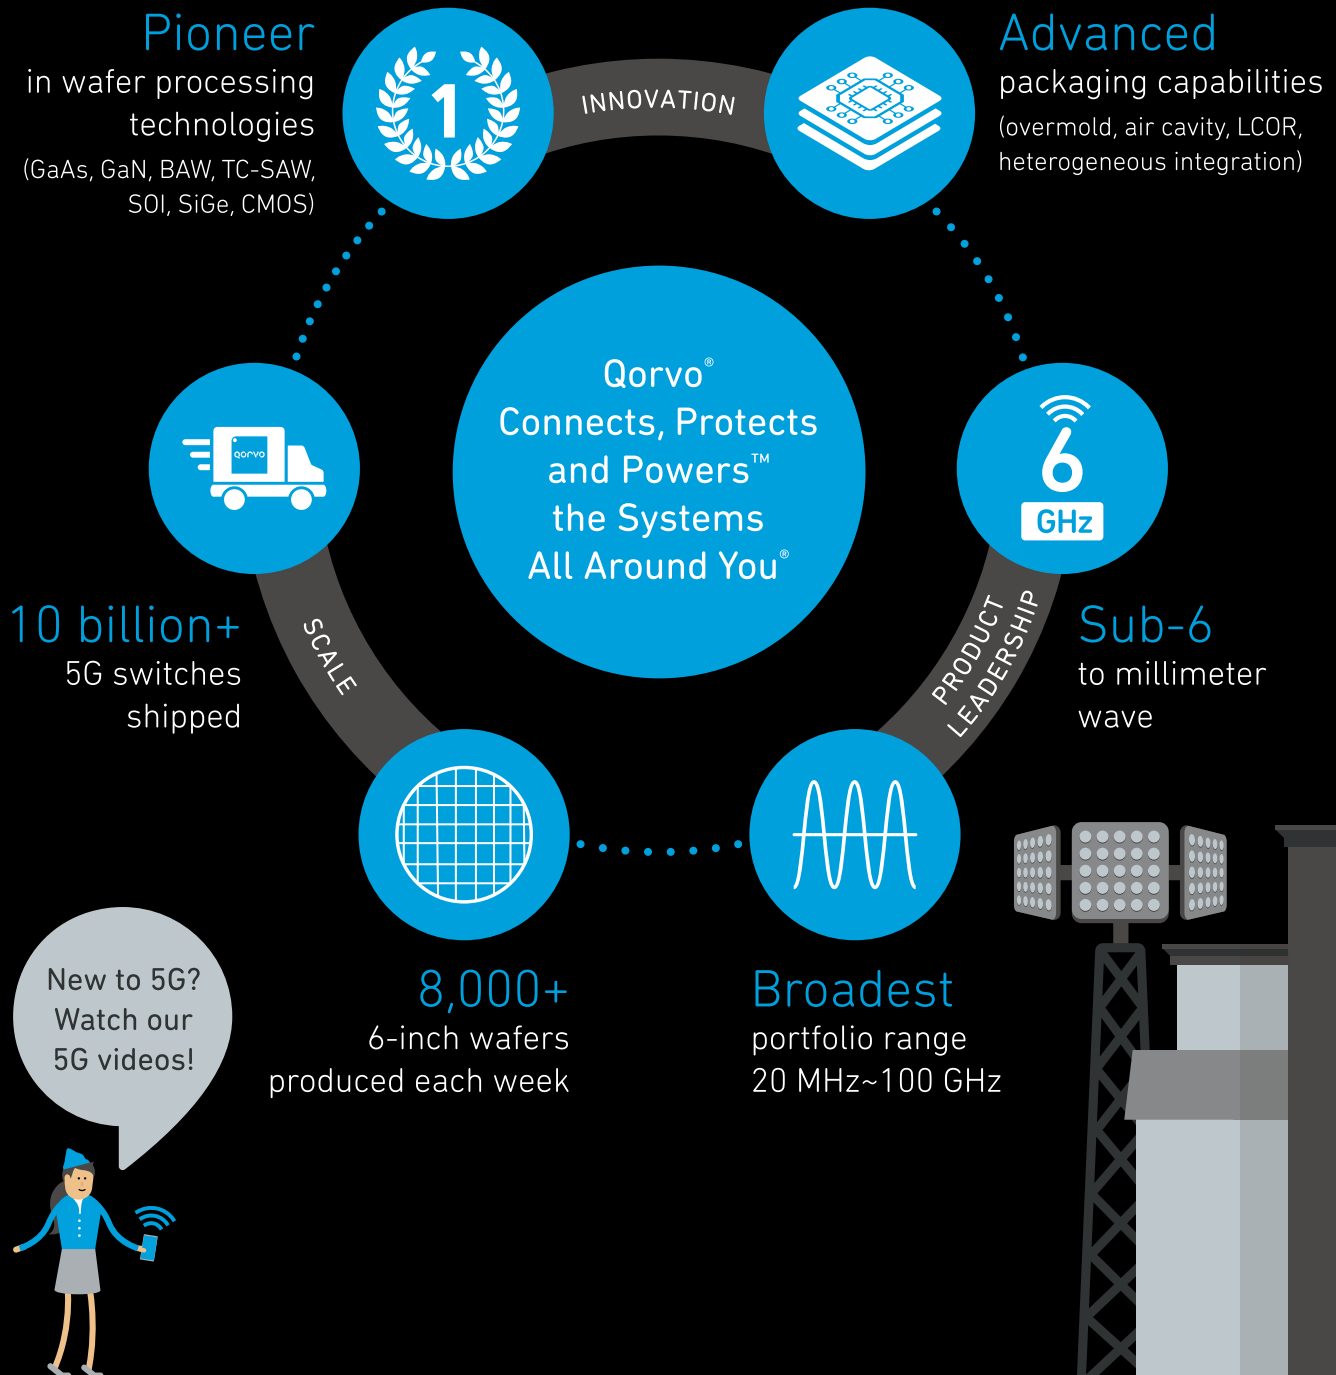 Pioneer
in wafer processing
technologies
(GaAs, GaN, BAW, TC-SAW,
SOI, SiGe, CMOS)
1
INNOVATION
Advanced
packaging capabilities
(overmold, air cavity, LCOR,
heterogeneous integration)
Qorvo®
Connects, Protects
and Powers™
the Systems
All Around You®
QORVO
6
GHz
10 billion+
5G switches
shipped
SCALE
PRODUCT
LEADERSHIP
Sub-6
to millimeter
wave
8,000+
6-inch wafers
produced each week
Broadest
portfolio range
20 MHz~100 GHz
New to 5G?
Watch our
5G videos!